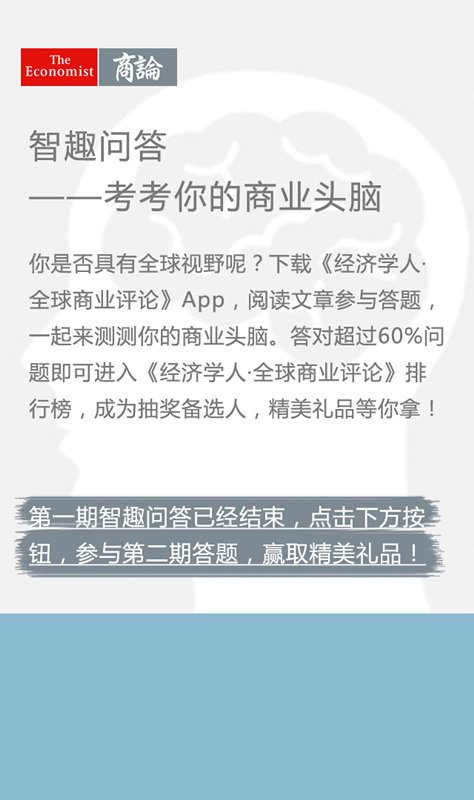 The
Economist
商論
智趣问答
——考考你的商业头脑
你是否具有全球视野呢？下载《经济学人·
全球商业评论》App，阅读文章参与答题，
一起来测测你的商业头脑。答对超过60%问
题即可进入《经济学人·全球商业评论》排
行榜，成为抽奖备选人，精美礼品等你拿！
第一期智趣问答已经结束，点击下方按
钮，参与第二期答题，赢取精美礼品！